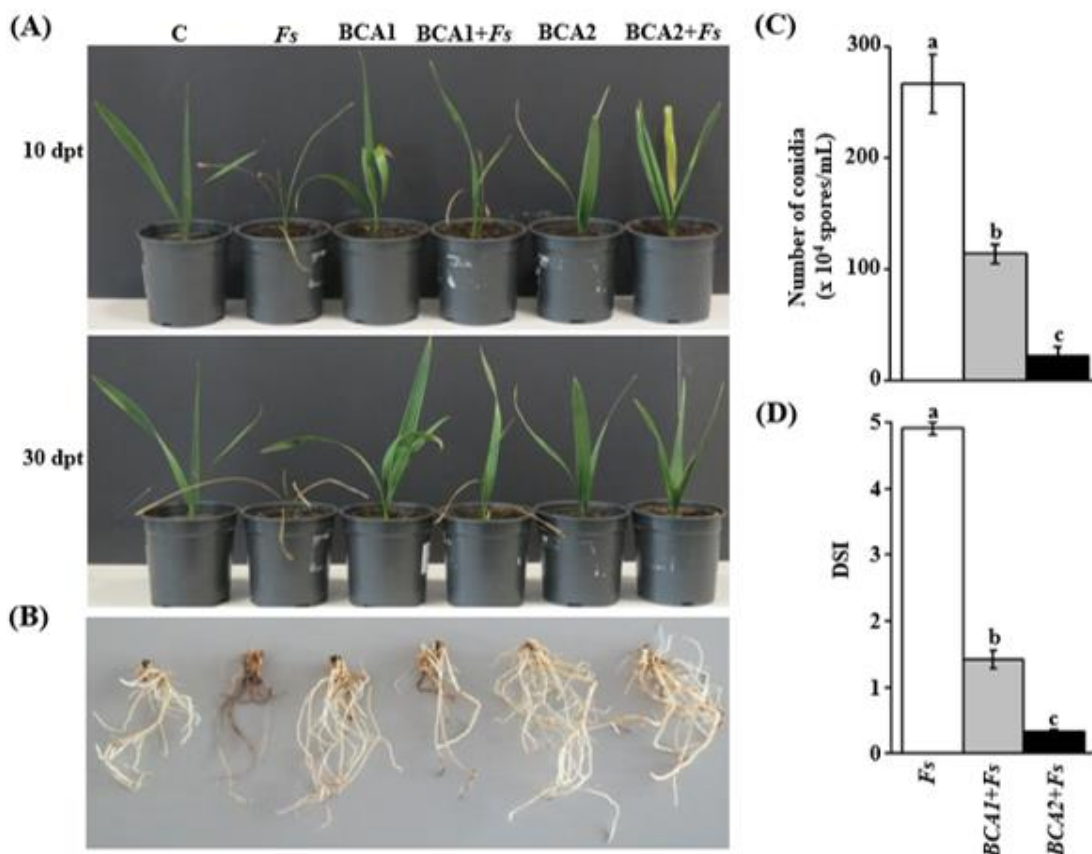 (A)
C Fs BCA1 BCA1+Fs BCA2 BCA2+Fs
10 dpt
30 dpt
(B)
(C)
Number of conidia
(x 10⁴ spores/mL)
300
200
100
0
a
b
c
(D)
DSI
5
4
3
2
1
0
a
b
c
Fs
BCA1+Fs
BCA2+Fs